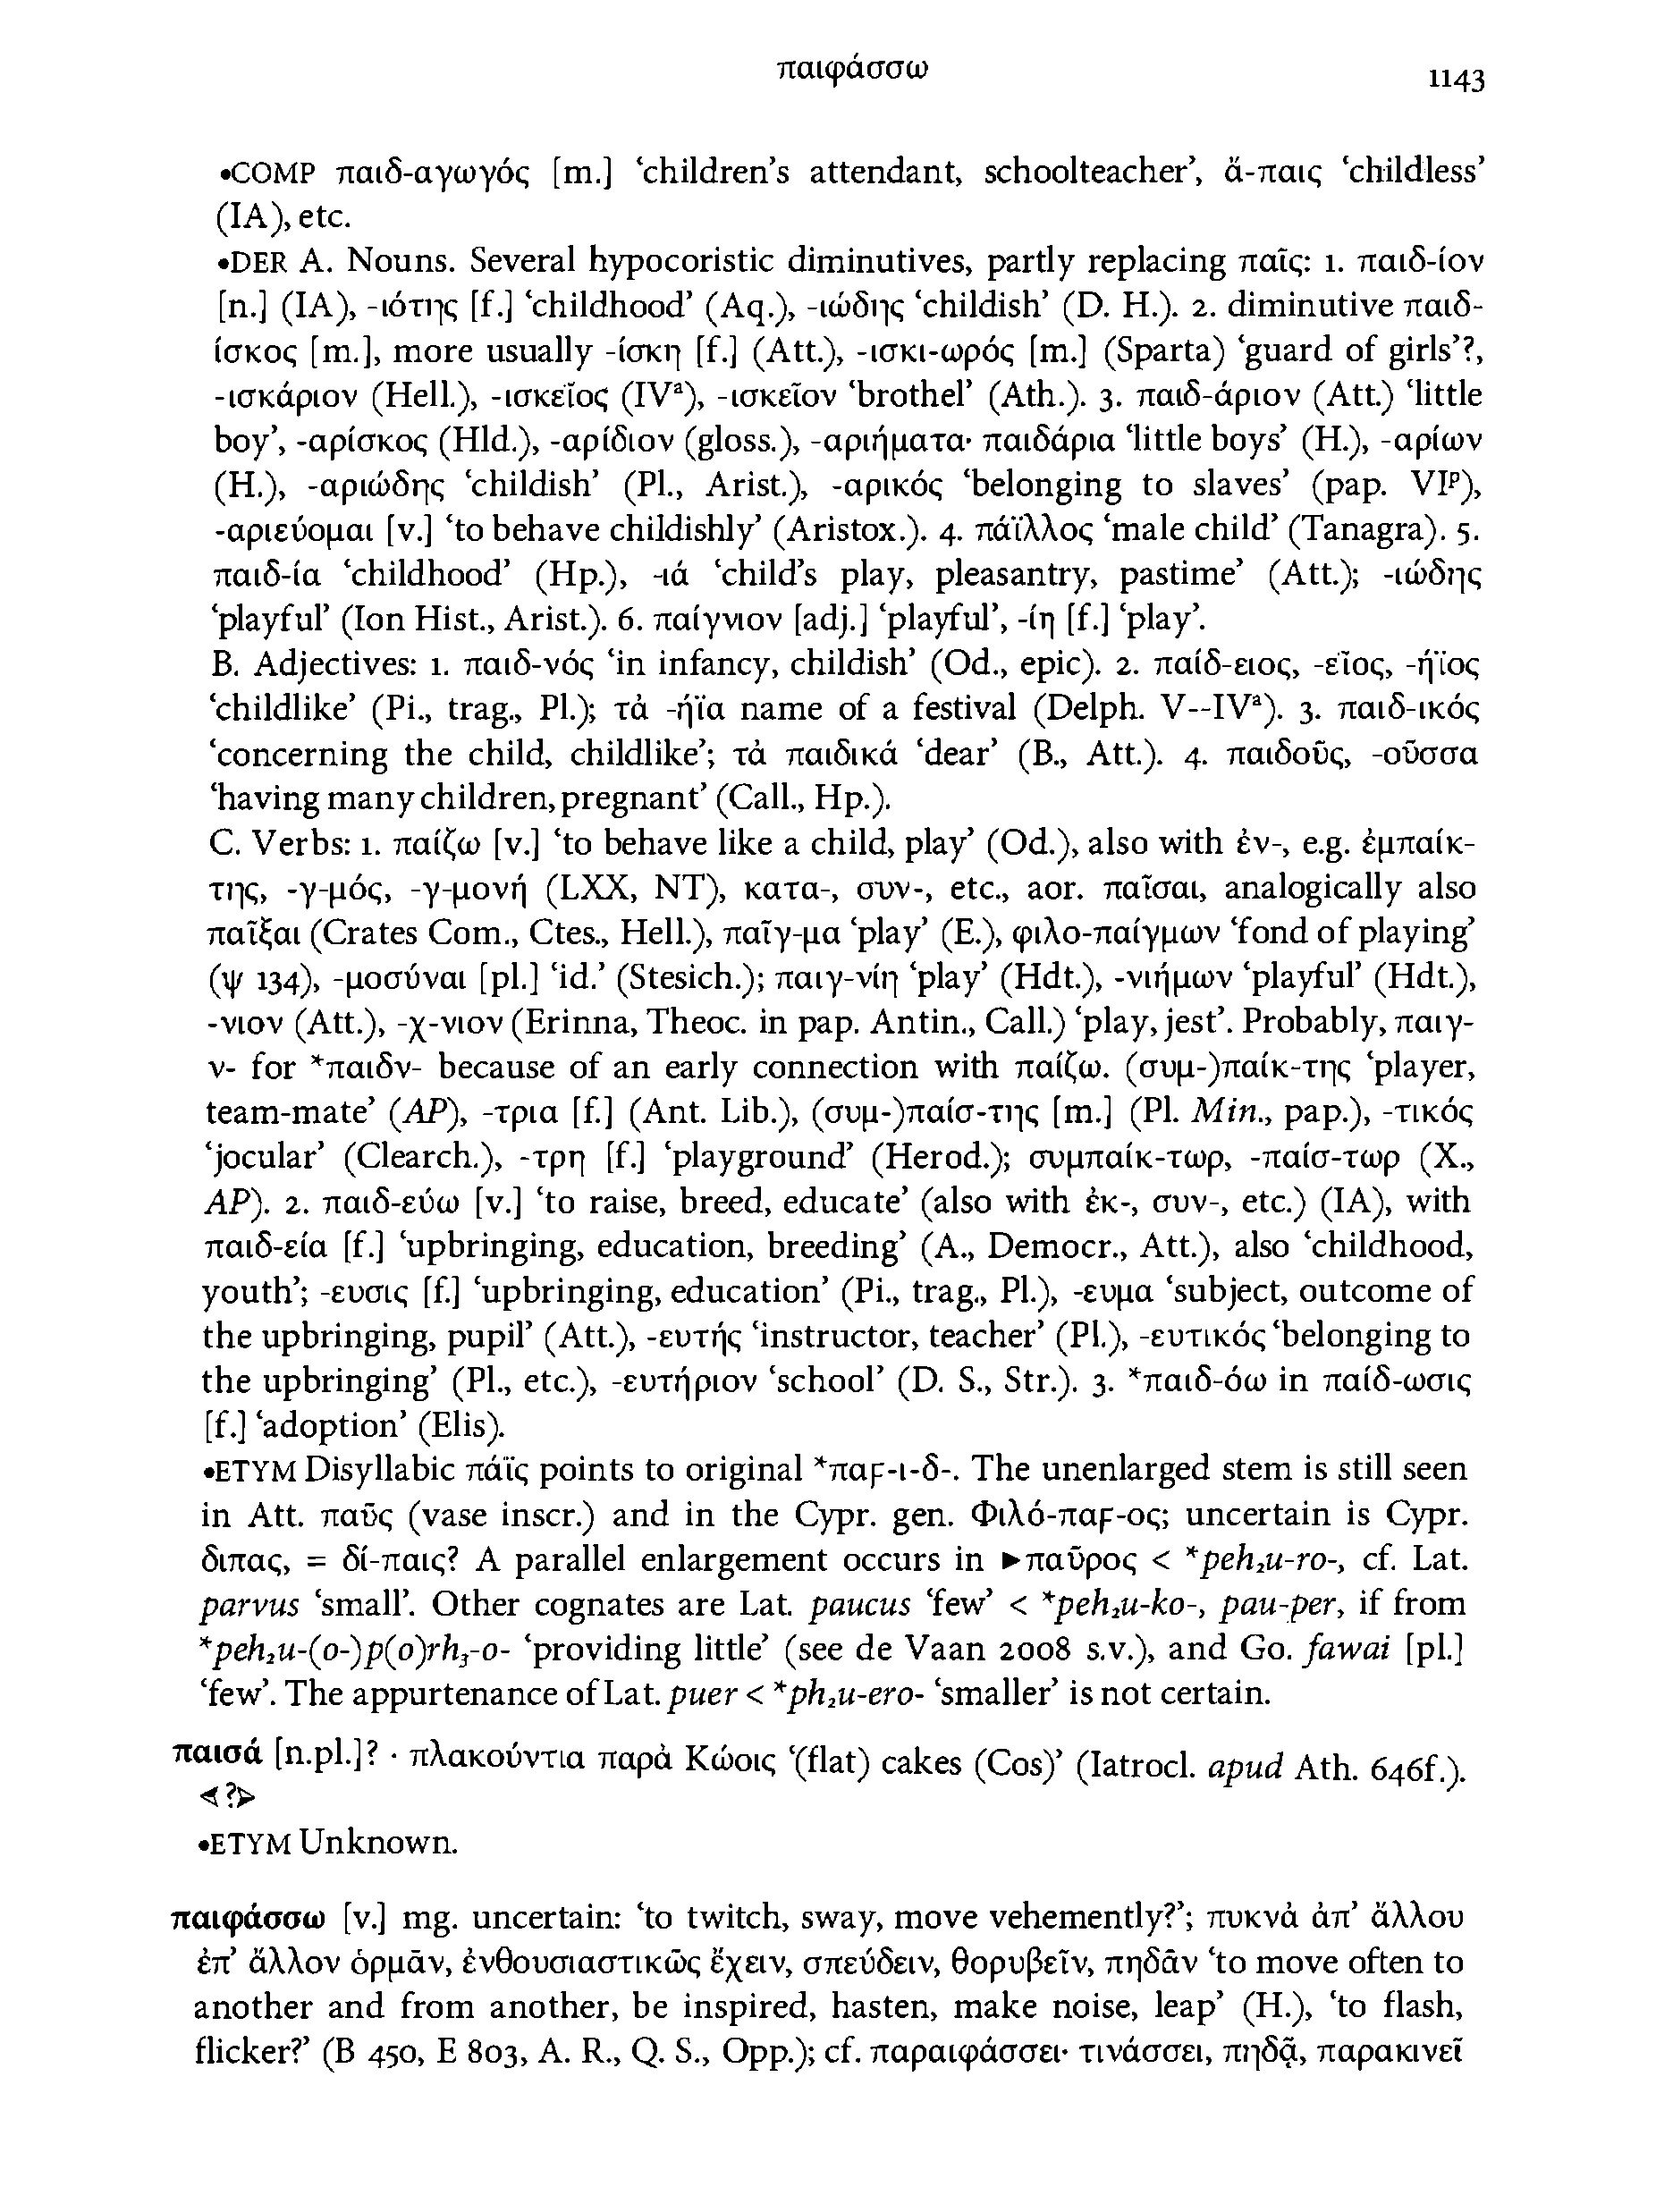 παιφάσσω 1143
•COMP παιδ-αγωγός [m.] ‘children’s attendant, schoolteacher’, ἄ-παις ‘childless’
(IA), etc.
•DER A. Nouns. Several hypocoristic diminutives, partly replacing παῖς: 1. παιδ-ίον
[n.] (IA), -ιότης [f.] ‘childhood’ (Aq.), -ιώδης ‘childish’ (D. H.). 2. diminutive παιδ-
ίσκος [m.], more usually -ίσκη [f.] (Att.), -ισκι-ωρός [m.] (Sparta) ‘guard of girls’?,
-ισκάριον (Hell.), -ισκεῖος (IVᵃ), -ισκεῖον ‘brothel’ (Ath.). 3. παιδ-άριον (Att.) ‘little
boy’, -αρίσκος (Hld.), -αρίδιον (gloss.), -αριήματα· παιδάρια ‘little boys’ (H.), -αρίων
(H.), -αριώδης ‘childish’ (Pl., Arist.), -αρικός ‘belonging to slaves’ (pap. VIᵖ),
-αριεύομαι [v.] ‘to behave childishly’ (Aristox.). 4. πάϊλλος ‘male child’ (Tanagra). 5.
παιδ-ία ‘childhood’ (Hp.), -ιά ‘child’s play, pleasantry, pastime’ (Att.); -ιώδης
‘playful’ (Ion Hist., Arist.). 6. παίγνιον [adj.] ‘playful’, -ίη [f.] ‘play’.
B. Adjectives: 1. παιδ-νός ‘in infancy, childish’ (Od., epic). 2. παίδ-ειος, -εῖος, -ήϊος
‘childlike’ (Pi., trag., Pl.); τὰ -ήϊα name of a festival (Delph. V--IVᵃ). 3. παιδ-ικός
‘concerning the child, childlike’; τὰ παιδικά ‘dear’ (B., Att.). 4. παιδοῦς, -οῦσσα
‘having many children, pregnant’ (Call., Hp.).
C. Verbs: 1. παίζω [v.] ‘to behave like a child, play’ (Od.), also with ἐν-, e.g. ἐμπαίκ-
της, -γ-μός, -γ-μονή (LXX, NT), κατα-, συν-, etc., aor. παῖσαι, analogically also
παῖξαι (Crates Com., Ctes., Hell.), παῖγ-μα ‘play’ (E.), φιλο-παίγμων ‘fond of playing’
(ψ 134), -μοσύναι [pl.] ‘id.’ (Stesich.); παιγ-νίη ‘play’ (Hdt.), -νιήμων ‘playful’ (Hdt.),
-νιον (Att.), -χ-νιον (Erinna, Theoc. in pap. Antin., Call.) ‘play, jest’. Probably, παιγ-
ν- for *παιδν- because of an early connection with παίζω. (συμ-)παίκ-της ‘player,
team-mate’ (AP), -τρια [f.] (Ant. Lib.), (συμ-)παίσ-της [m.] (Pl. Min., pap.), -τικός
‘jocular’ (Clearch.), -τρη [f.] ‘playground’ (Herod.); συμπαίκ-τωρ, -παίσ-τωρ (X.,
AP). 2. παιδ-εύω [v.] ‘to raise, breed, educate’ (also with ἐκ-, συν-, etc.) (IA), with
παιδ-εία [f.] ‘upbringing, education, breeding’ (A., Democr., Att.), also ‘childhood,
youth’; -ευσις [f.] ‘upbringing, education’ (Pi., trag., Pl.), -ευμα ‘subject, outcome of
the upbringing, pupil’ (Att.), -ευτής ‘instructor, teacher’ (Pl.), -ευτικός ‘belonging to
the upbringing’ (Pl., etc.), -ευτήριον ‘school’ (D. S., Str.). 3. *παιδ-όω in παίδ-ωσις
[f.] ‘adoption’ (Elis).
•ETYM Disyllabic πάϊς points to original *παϝ-ι-δ-. The unenlarged stem is still seen
in Att. παῦς (vase inscr.) and in the Cypr. gen. Φιλό-παϝ-ος; uncertain is Cypr.
διπας, = δί-παις? A parallel enlargement occurs in ►παῦρος < *peh₂u-ro-, cf. Lat.
parvus ‘small’. Other cognates are Lat. paucus ‘few’ < *peh₂u-ko-, pau-per, if from
*peh₂u-(o-)p(o)rh₃-o- ‘providing little’ (see de Vaan 2008 s.v.), and Go. fawai [pl.]
‘few’. The appurtenance of Lat. puer < *ph₂u-ero- ‘smaller’ is not certain.
παισά [n.pl.]? · πλακούντια παρὰ Κώοις ‘(flat) cakes (Cos)’ (Iatrocl. apud Ath. 646f.).
◄?►
•ETYM Unknown.
παιφάσσω [v.] mg. uncertain: ‘to twitch, sway, move vehemently?’; πυκνὰ ἀπ’ ἄλλου
ἐπ’ ἄλλον ὁρμᾶν, ἐνθουσιαστικῶς ἔχειν, σπεύδειν, θορυβεῖν, πηδᾶν ‘to move often to
another and from another, be inspired, hasten, make noise, leap’ (H.), ‘to flash,
flicker?’ (B 450, E 803, A. R., Q. S., Opp.); cf. παραιφάσσει· τινάσσει, πηδᾷ, παρακινεῖ